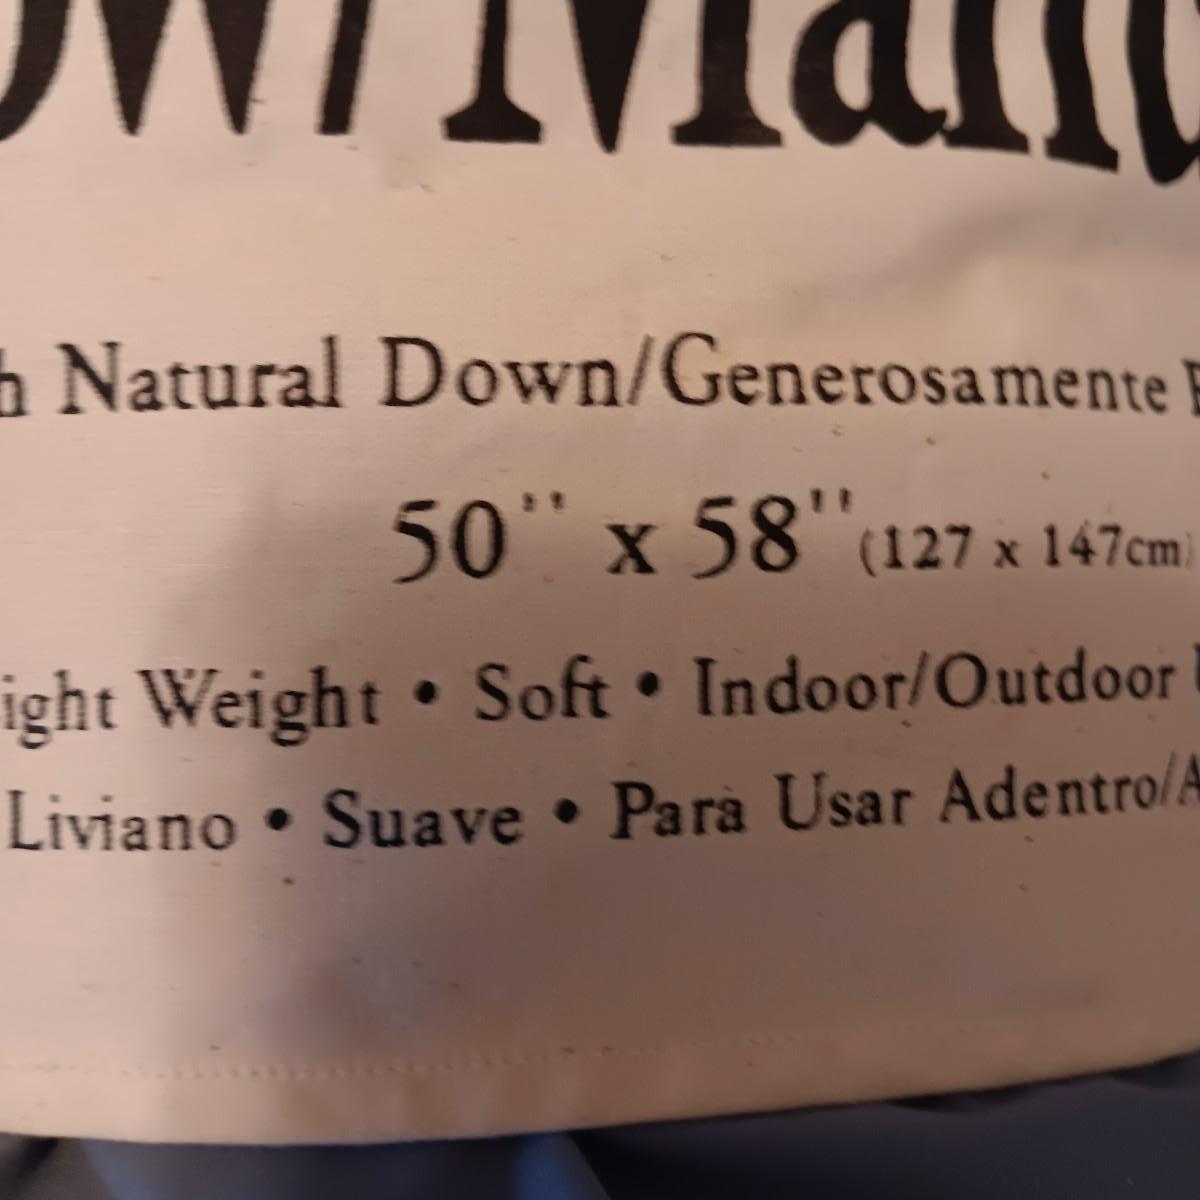 Natural Down/Generosamente
50" x 58" (127 x 147cm)
Weight • Soft • Indoor/Outdoor
Liviano • Suave • Para Usar Adentro/A